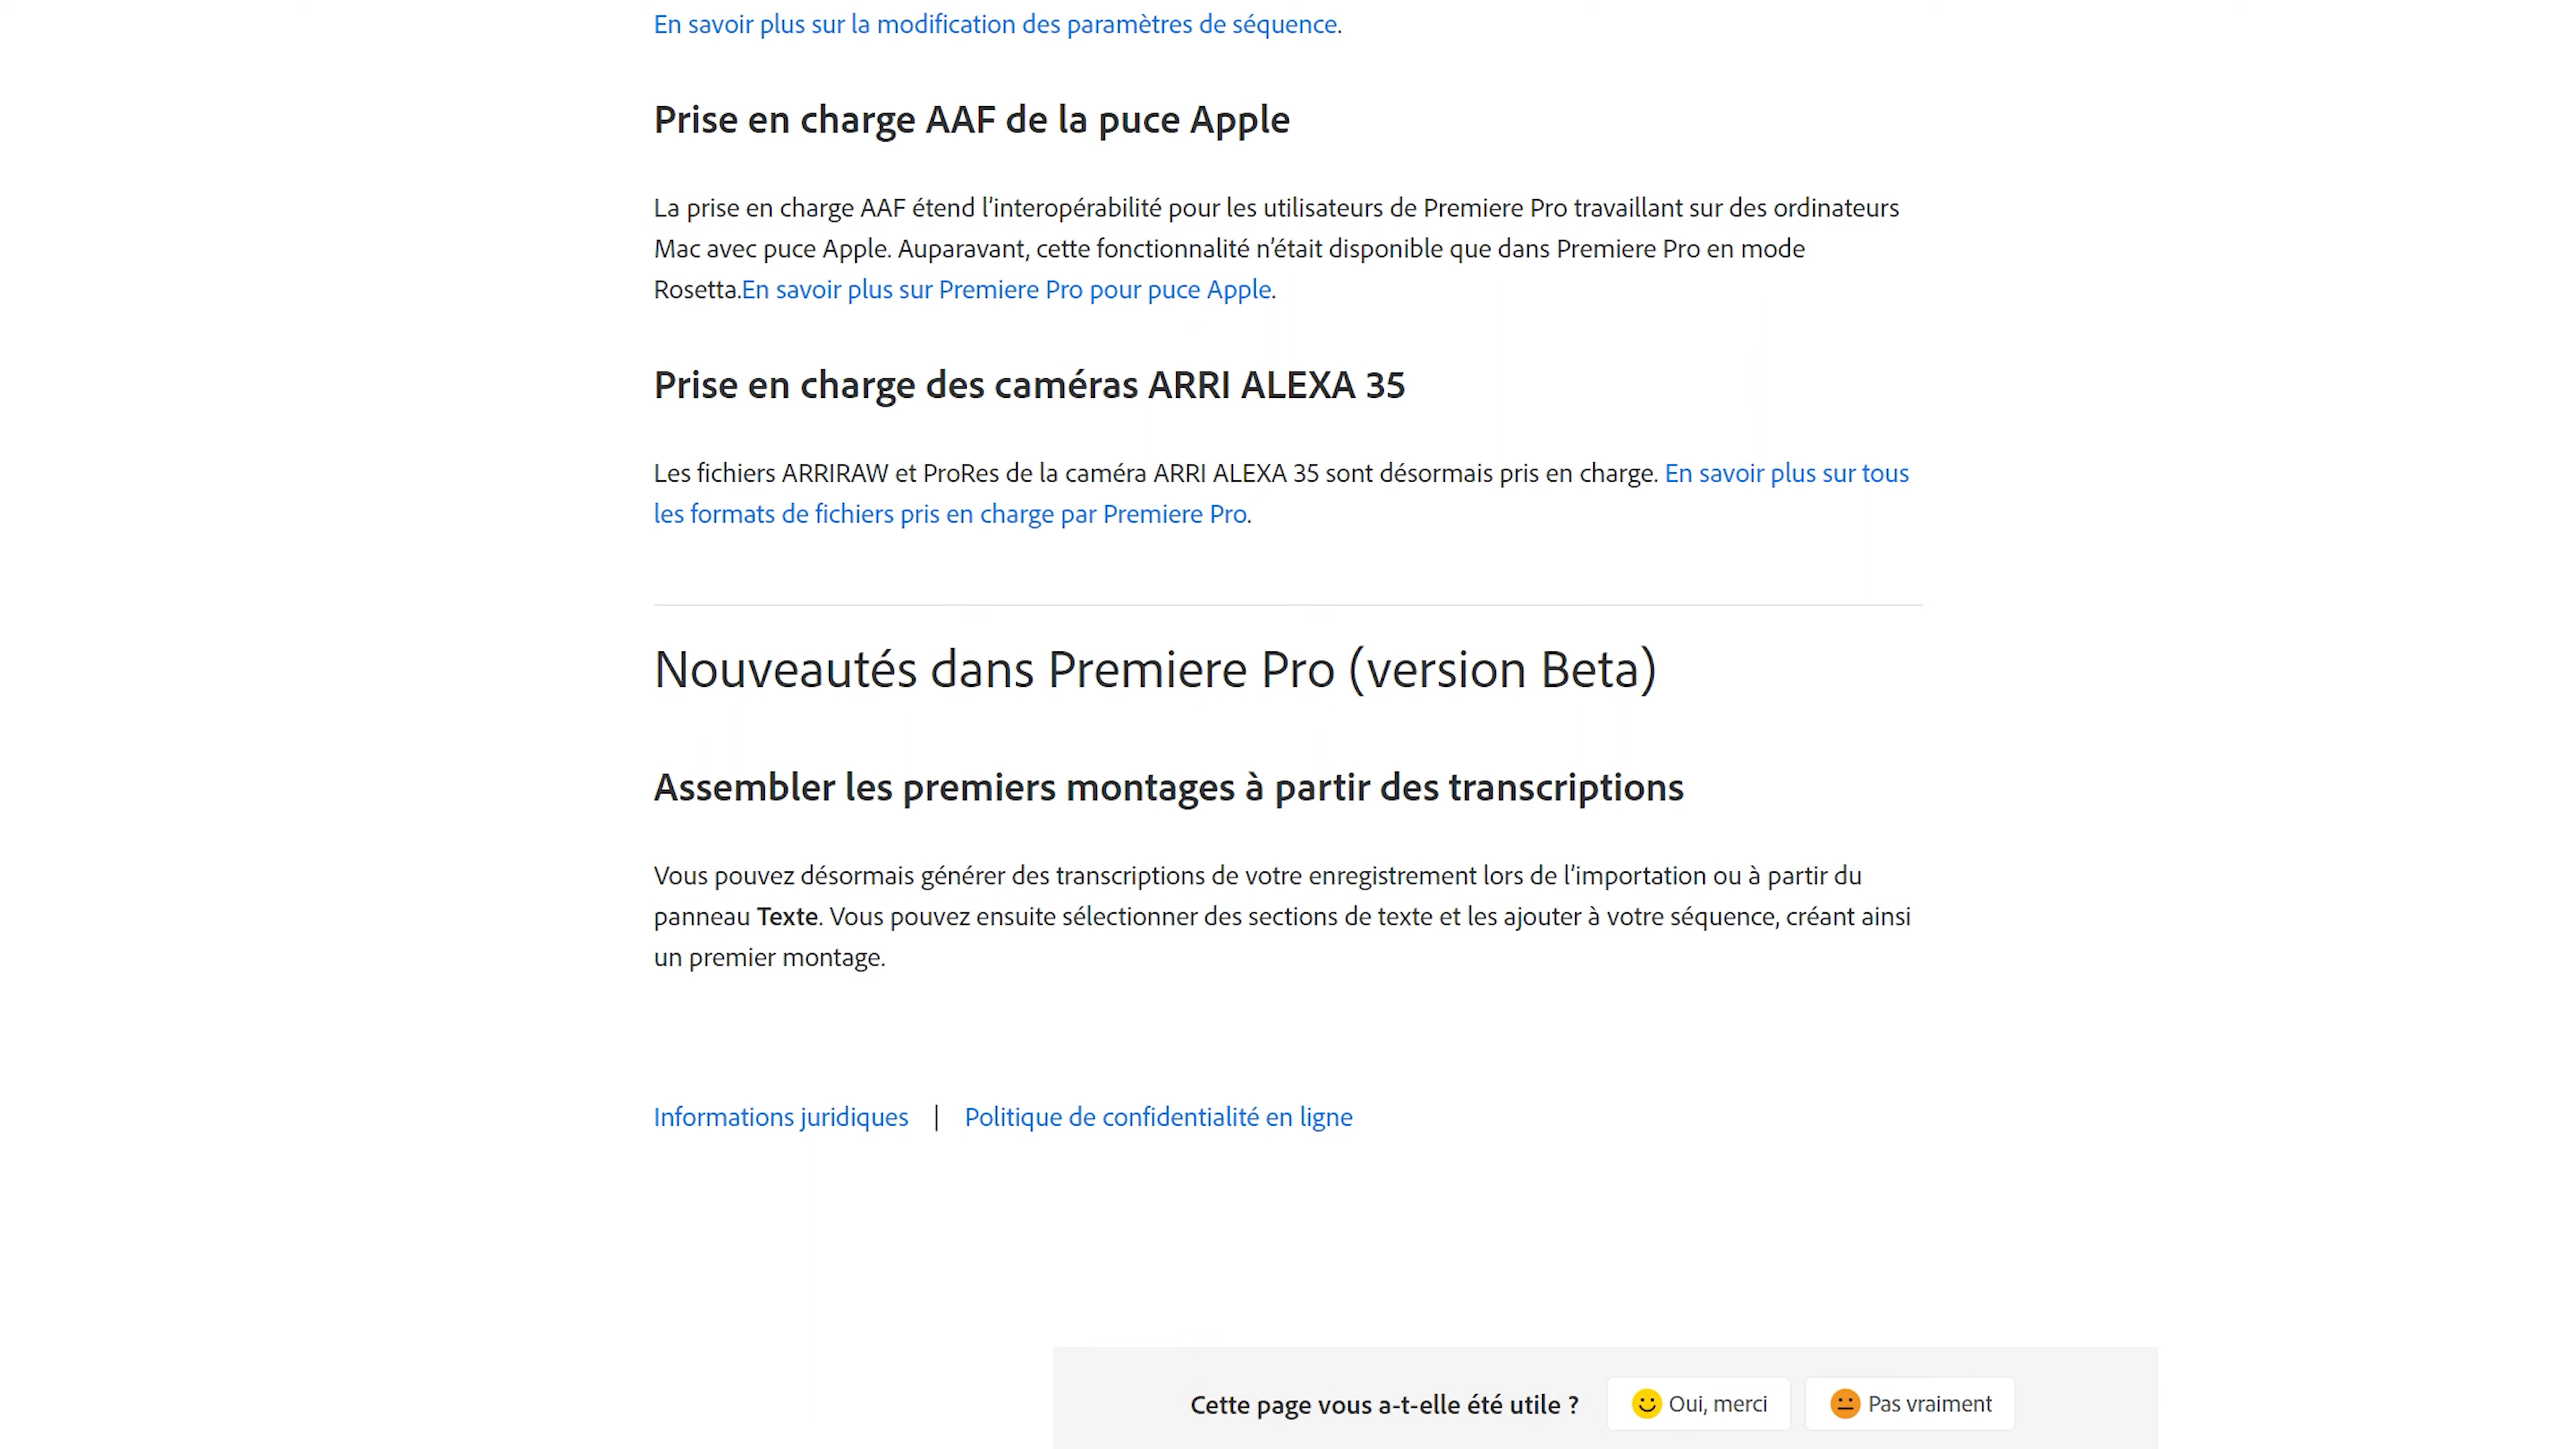 En savoir plus sur la modification des paramètres de séquence.
Prise en charge AAF de la puce Apple
La prise en charge AAF étend l’interopérabilité pour les utilisateurs de Premiere Pro travaillant sur des ordinateurs
Mac avec puce Apple. Auparavant, cette fonctionnalité n’était disponible que dans Premiere Pro en mode
Rosetta.En savoir plus sur Premiere Pro pour puce Apple.
Prise en charge des caméras ARRI ALEXA 35
Les fichiers ARRIRAW et ProRes de la caméra ARRI ALEXA 35 sont désormais pris en charge. En savoir plus sur tous
les formats de fichiers pris en charge par Premiere Pro.
Nouveautés dans Premiere Pro (version Beta)
Assembler les premiers montages à partir des transcriptions
Vous pouvez désormais générer des transcriptions de votre enregistrement lors de l’importation ou à partir du
panneau Texte. Vous pouvez ensuite sélectionner des sections de texte et les ajouter à votre séquence, créant ainsi
un premier montage.
Informations juridiques | Politique de confidentialité en ligne
Cette page vous a-t-elle été utile ? Oui, merci Pas vraiment